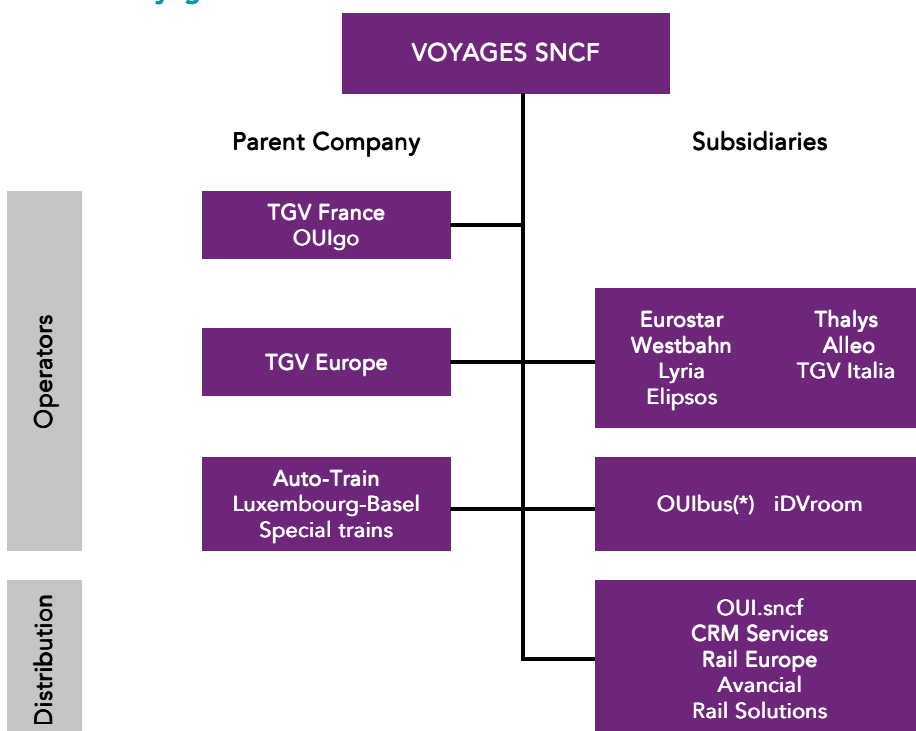 VOYAGES SNCF
Parent Company
Subsidiaries
Operators
TGV France
OUIgo
TGV Europe
Eurostar
Westbahn
Lyria
Elipsos
Thalys
Alleo
TGV Italia
Auto-Train
Luxembourg-Basel
Special trains
OUIbus(*) iDVroom
Distribution
OUI.sncf
CRM Services
Rail Europe
Avancial
Rail Solutions